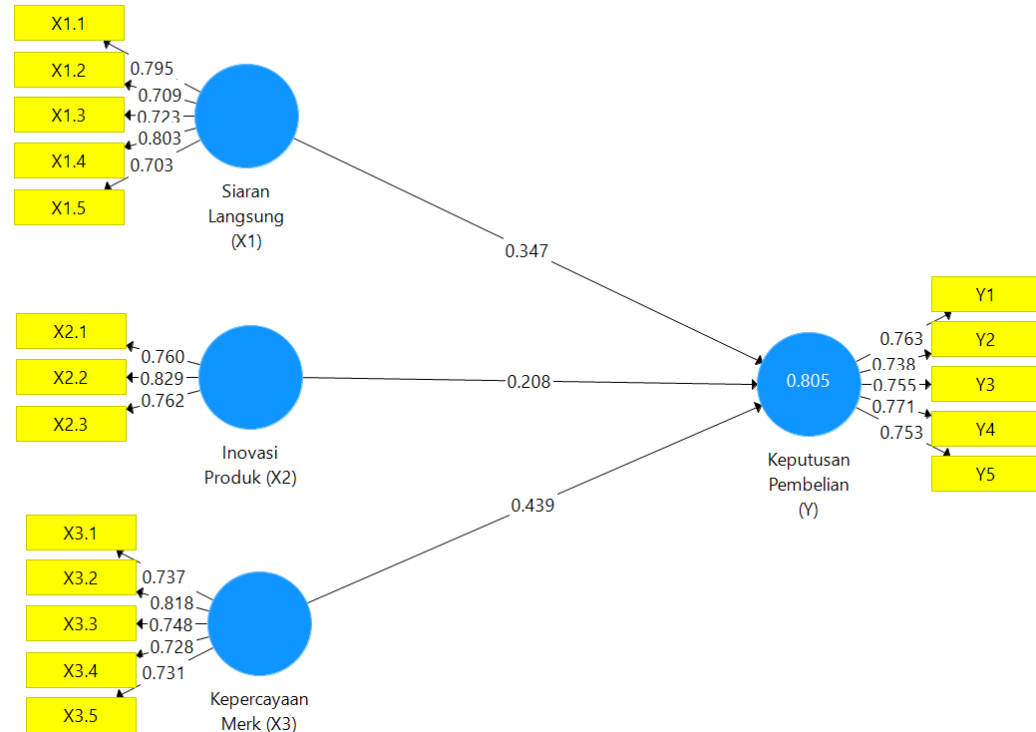 X1.1
X1.2
X1.3
X1.4
X1.5
0.795
0.709
0.723
0.803
0.703
Siaran
Langsung
(X1)
0.347
X2.1
X2.2
X2.3
0.760
0.829
0.762
Inovasi
Produk (X2)
0.208
X3.1
X3.2
X3.3
X3.4
X3.5
0.737
0.818
0.748
0.728
0.731
Kepercayaan
Merk (X3)
0.439
0.805
Keputusan
Pembelian
(Y)
0.763
0.738
0.755
0.771
0.753
Y1
Y2
Y3
Y4
Y5